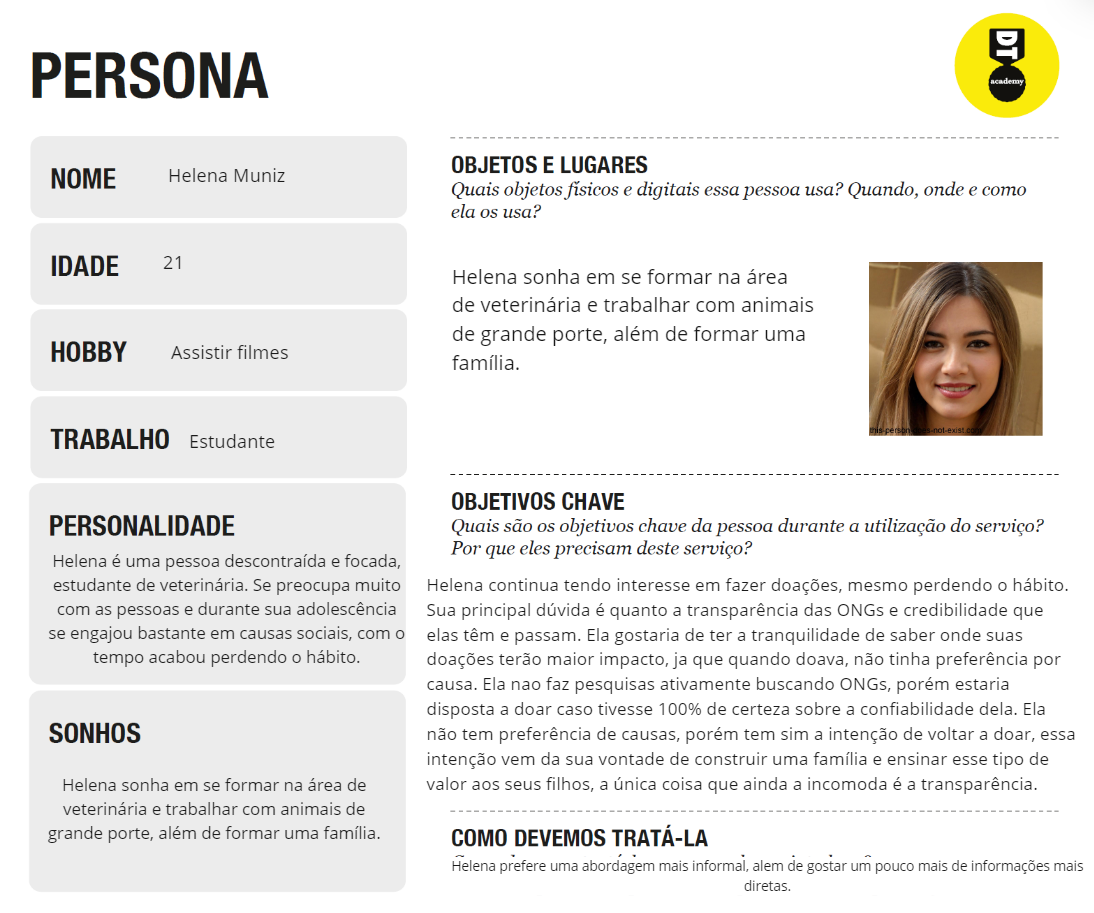 PERSONA
DT
academy
NOME
Helena Muniz
IDADE
21
HOBBY
Assistir filmes
TRABALHO
Estudante
PERSONALIDADE
Helena é uma pessoa descontraída e focada,
estudante de veterinária. Se preocupa muito
com as pessoas e durante sua adolescência
se engajou bastante em causas sociais, com o
tempo acabou perdendo o hábito.
SONHOS
Helena sonha em se formar na área de
veterinária e trabalhar com animais de
grande porte, além de formar uma família.
OBJETOS E LUGARES
Quais objetos físicos e digitais essa pessoa usa? Quando, onde e como
ela os usa?
Helena sonha em se formar na área
de veterinária e trabalhar com animais
de grande porte, além de formar uma
família.
OBJETIVOS CHAVE
Quais são os objetivos chave da pessoa durante a utilização do serviço?
Por que eles precisam deste serviço?
Helena continua tendo interesse em fazer doações, mesmo perdendo o hábito.
Sua principal dúvida é quanto a transparência das ONGs e credibilidade que
elas têm e passam. Ela gostaria de ter a tranquilidade de saber onde suas
doações terão maior impacto, ja que quando doava, não tinha preferência por
causa. Ela nao faz pesquisas ativamente buscando ONGs, porém estaria
disposta a doar caso tivesse 100% de certeza sobre a confiabilidade dela. Ela
não tem preferência de causas, porém tem sim a intenção de voltar a doar, essa
intenção vem da sua vontade de construir uma família e ensinar esse tipo de
valor aos seus filhos, a única coisa que ainda a incomoda é a transparência.
COMO DEVEMOS TRATÁ-LA
Helena prefere uma abordagem mais informal, alem de gostar um pouco mais de informações mais
diretas.